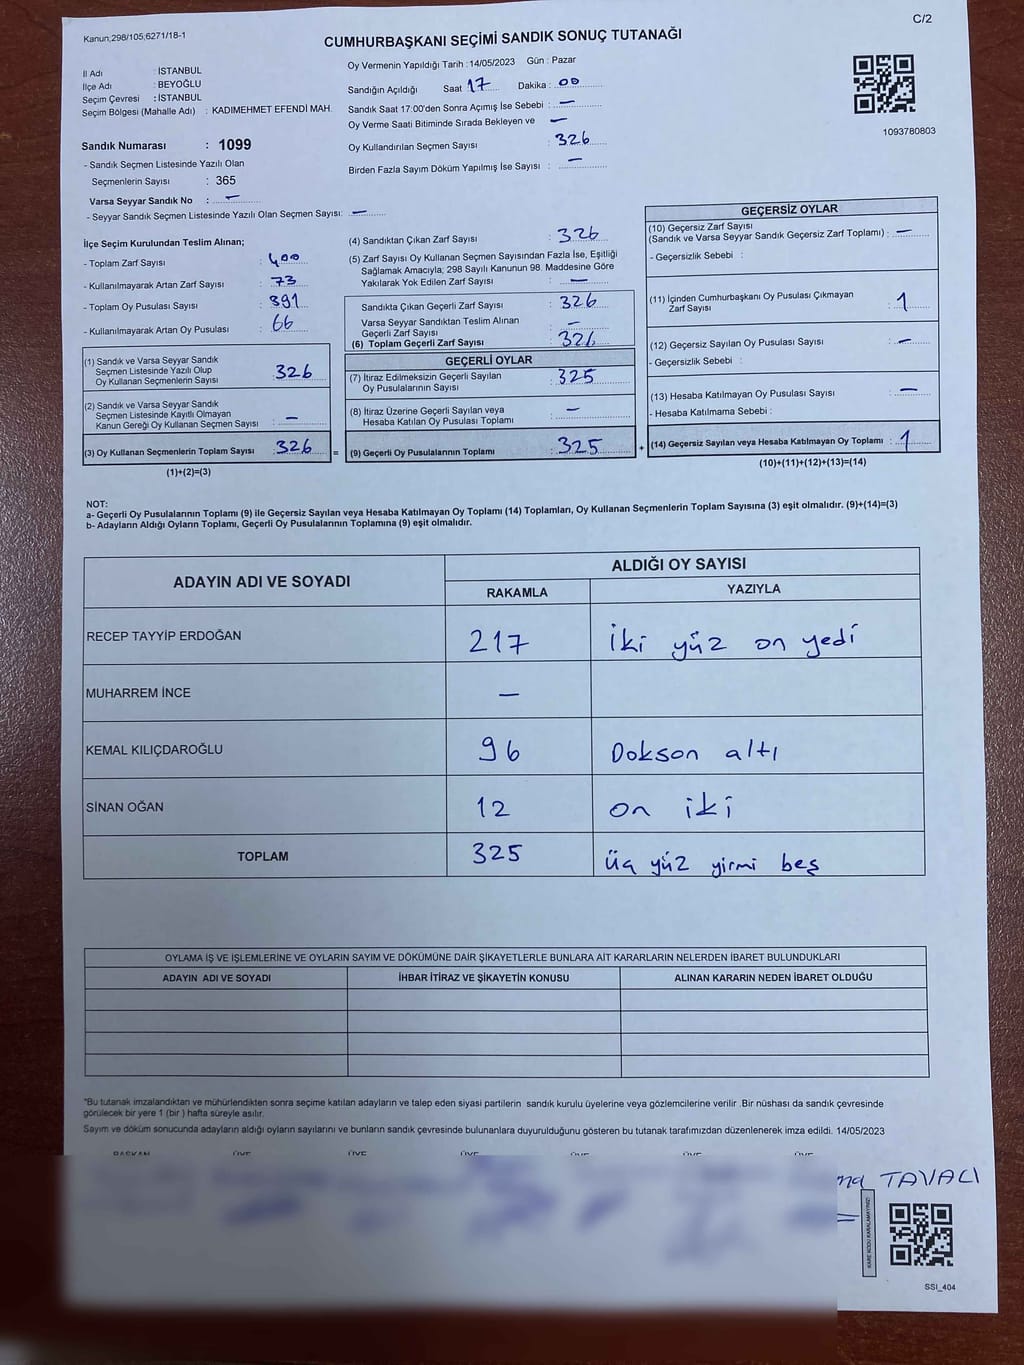 C/2
Kanun;298/105;6271/18-1
CUMHURBAŞKANI SEÇİMİ SANDIK SONUÇ TUTANAĞI
İl Adı : İSTANBUL
İlçe Adı : BEYOĞLU
Seçim Çevresi : İSTANBUL
Seçim Bölgesi (Mahalle Adı) : KADIMEHMET EFENDİ MAH.
Sandık Numarası : 1099
- Sandık Seçmen Listesinde Yazılı Olan
Seçmenlerin Sayısı : 365
Varsa Seyyar Sandık No : —
- Seyyar Sandık Seçmen Listesinde Yazılı Olan Seçmen Sayısı: —
Oy Vermenin Yapıldığı Tarih : 14/05/2023 Gün : Pazar
Sandığın Açıldığı Saat 17 Dakika : 00
Sandık Saat 17:00'den Sonra Açımış İse Sebebi : —
Oy Verme Saati Bitiminde Sırada Bekleyen ve —
Oy Kullandırılan Seçmen Sayısı : 326
Birden Fazla Sayım Döküm Yapılmış İse Sayısı : —
1093780803
İlçe Seçim Kurulundan Teslim Alınan;
- Toplam Zarf Sayısı : 400
- Kullanılmayarak Artan Zarf Sayısı : 73
- Toplam Oy Pusulası Sayısı : 391
- Kullanılmayarak Artan Oy Pusulası : 66
(1) Sandık ve Varsa Seyyar Sandık
Seçmen Listesinde Yazılı Olup
Oy Kullanan Seçmenlerin Sayısı : 326
(2) Sandık ve Varsa Seyyar Sandık
Seçmen Listesinde Kayıtlı Olmayan
Kanun Gereği Oy Kullanan Seçmen Sayısı : —
(3) Oy Kullanan Seçmenlerin Toplam Sayısı : 326
(1)+(2)=(3)
(4) Sandıktan Çıkan Zarf Sayısı : 326
(5) Zarf Sayısı Oy Kullanan Seçmen Sayısından Fazla İse, Eşitliği
Sağlamak Amacıyla; 298 Sayılı Kanunun 98. Maddesine Göre
Yakılarak Yok Edilen Zarf Sayısı : —
Sandıkta Çıkan Geçerli Zarf Sayısı : 326
Varsa Seyyar Sandıktan Teslim Alınan
Geçerli Zarf Sayısı : —
(6) Toplam Geçerli Zarf Sayısı : 326
GEÇERLİ OYLAR
(7) İtiraz Edilmeksizin Geçerli Sayılan
Oy Pusulalarının Sayısı : 325
(8) İtiraz Üzerine Geçerli Sayılan veya
Hesaba Katılan Oy Pusulası Toplamı : —
= (9) Geçerli Oy Pusulalarının Toplamı : 325
GEÇERSİZ OYLAR
(10) Geçersiz Zarf Sayısı
(Sandık ve Varsa Seyyar Sandık Geçersiz Zarf Toplamı) : —
- Geçersizlik Sebebi :
(11) İçinden Cumhurbaşkanı Oy Pusulası Çıkmayan
Zarf Sayısı : 1
(12) Geçersiz Sayılan Oy Pusulası Sayısı : —
- Geçersizlik Sebebi :
(13) Hesaba Katılmayan Oy Pusulası Sayısı : —
- Hesaba Katılmama Sebebi :
+ (14) Geçersiz Sayılan veya Hesaba Katılmayan Oy Toplamı : 1
(10)+(11)+(12)+(13)=(14)
NOT:
a- Geçerli Oy Pusulalarının Toplamı (9) ile Geçersiz Sayılan veya Hesaba Katılmayan Oy Toplamı (14) Toplamları, Oy Kullanan Seçmenlerin Toplam Sayısına (3) eşit olmalıdır. (9)+(14)=(3)
b- Adayların Aldığı Oyların Toplamı, Geçerli Oy Pusulalarının Toplamına (9) eşit olmalıdır.
ADAYIN ADI VE SOYADI ALDIĞI OY SAYISI
RAKAMLA YAZIYLA
RECEP TAYYİP ERDOĞAN 217 İki yüz on yedi
MUHARREM İNCE —
KEMAL KILIÇDAROĞLU 96 Dokson altı
SİNAN OĞAN 12 on iki
TOPLAM 325 üç yüz yirmi beş
OYLAMA İŞ VE İŞLEMLERİNE VE OYLARIN SAYIM VE DÖKÜMÜNE DAİR ŞİKAYETLERLE BUNLARA AİT KARARLARIN NELERDEN İBARET BULUNDUKLARI
ADAYIN ADI VE SOYADI İHBAR İTİRAZ VE ŞİKAYETİN KONUSU ALINAN KARARIN NEDEN İBARET OLDUĞU
*Bu tutanak imzalandıktan ve mühürlendikten sonra seçime katılan adayların ve talep eden siyasi partilerin sandık kurulu üyelerine veya gözlemcilerine verilir .Bir nüshası da sandık çevresinde
görülecek bir yere 1 (bir ) hafta süreyle asılır.
Sayım ve döküm sonucunda adayların aldığı oyların sayılarını ve bunların sandık çevresinde bulunanlara duyurulduğunu gösteren bu tutanak tarafımızdan düzenlenerek imza edildi. 14/05/2023
BAŞKAN ÜYE ÜYE ÜYE ÜYE ÜYE ÜYE
TAVACI
KARE KODU KARALAMAYINIZ!
SSI_404